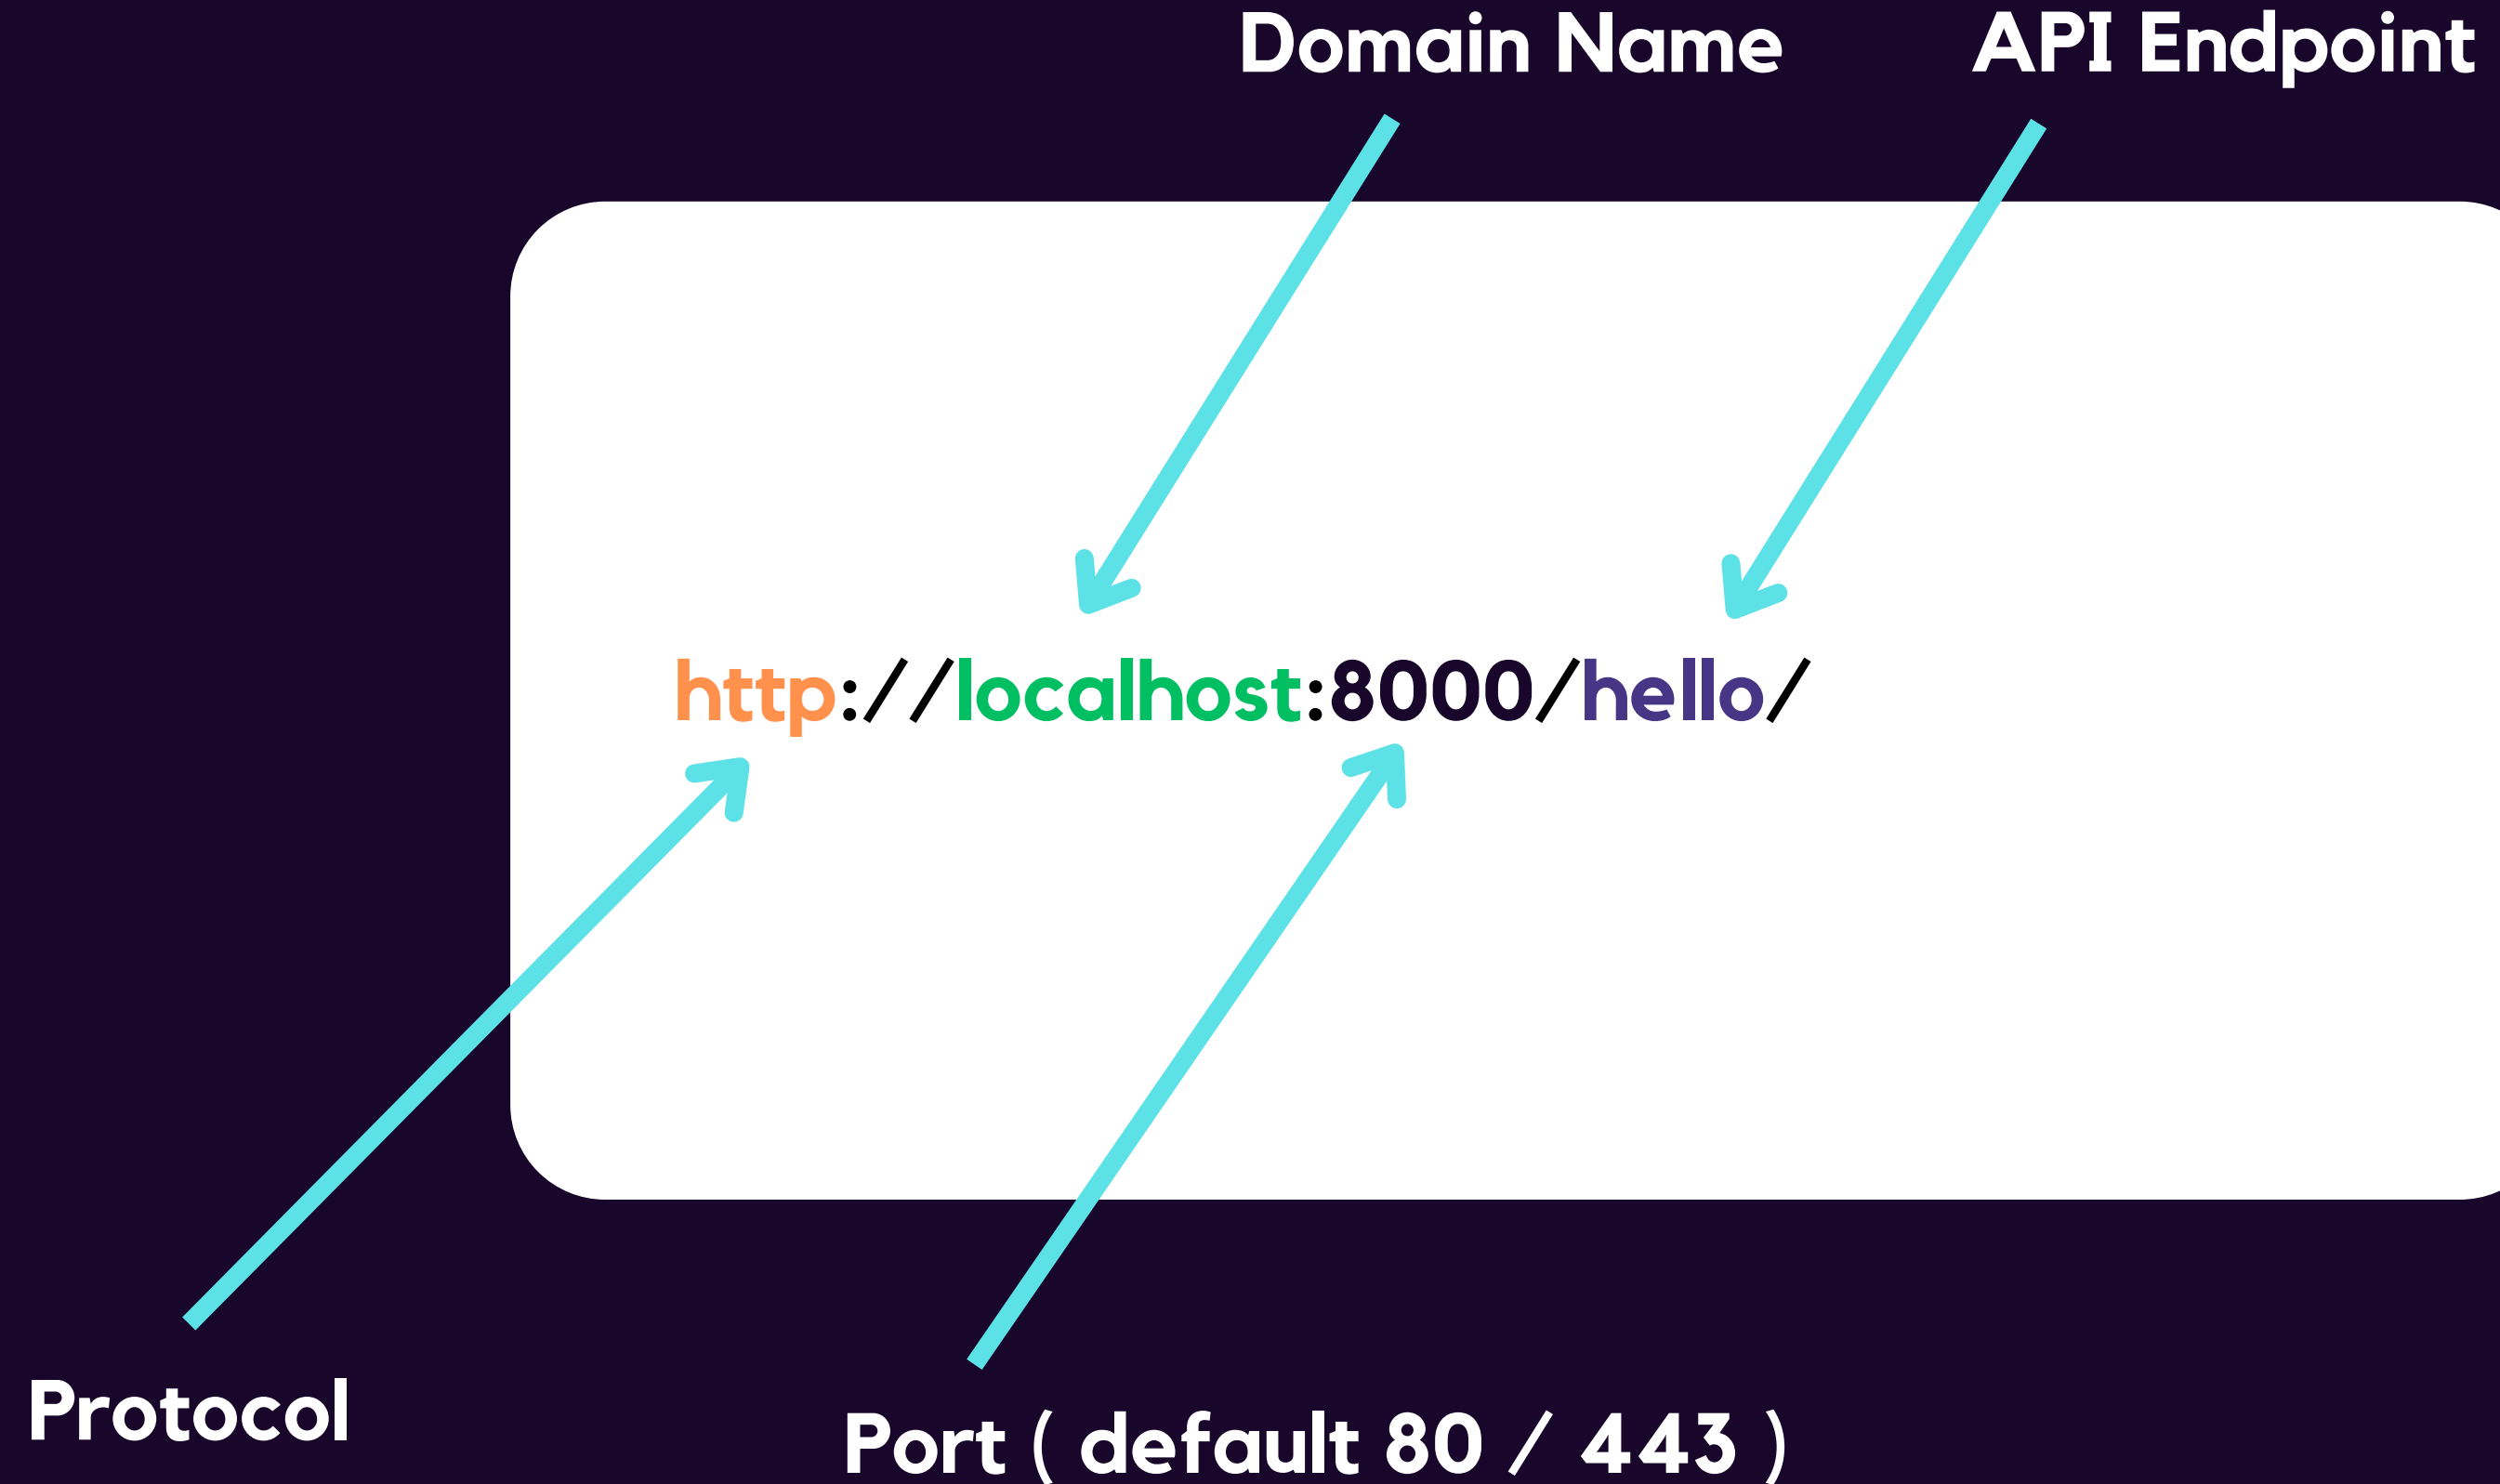 Domain Name
API Endpoint
http://localhost:8000/hello/
Protocol
Port ( default 80 / 443 )